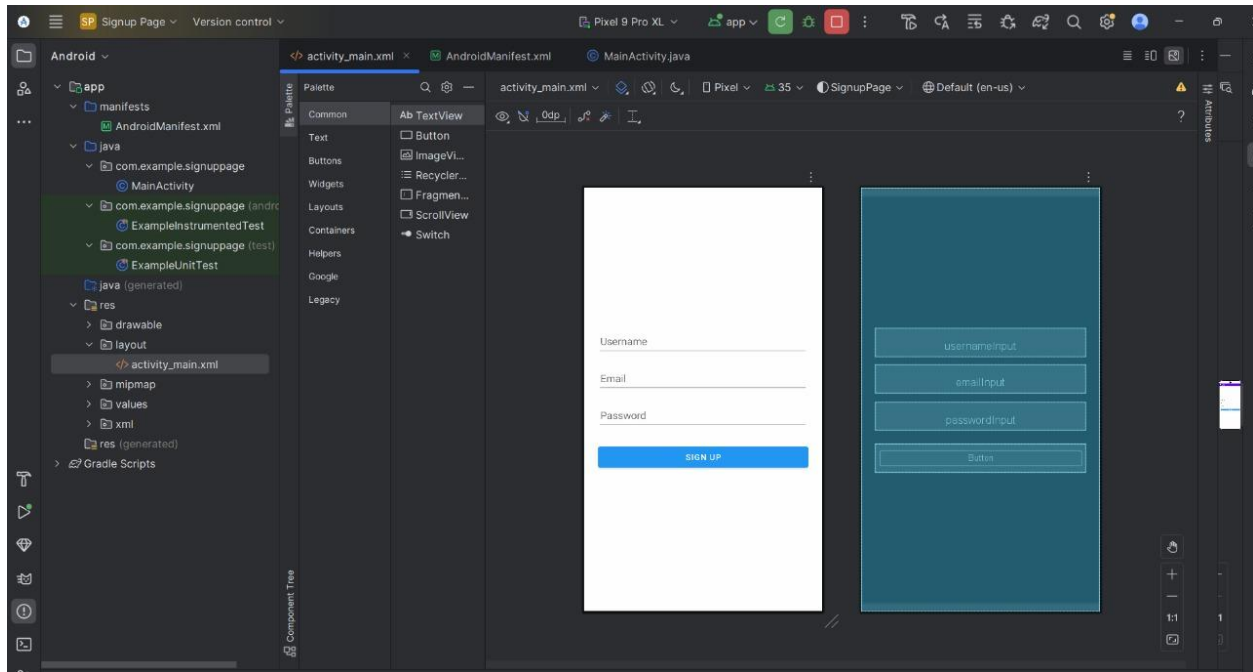 SP Signup Page Version control Pixel 9 Pro XL app
Android
activity_main.xml AndroidManifest.xml MainActivity.java
app
manifests
AndroidManifest.xml
java
com.example.signuppage
MainActivity
com.example.signuppage (andro
ExampleInstrumentedTest
com.example.signuppage (test)
ExampleUnitTest
java (generated)
res
drawable
layout
activity_main.xml
mipmap
values
xml
res (generated)
Gradle Scripts
Palette
Component Tree
Palette
Common
Text
Buttons
Widgets
Layouts
Containers
Helpers
Google
Legacy
Ab TextView
Button
ImageVi...
Recycler...
Fragmen...
ScrollView
Switch
activity_main.xml Pixel 35 SignupPage Default (en-us)
0dp
?
Username
Email
Password
SIGN UP
usernameInput
emailInput
passwordInput
Button
1:1
Attributes